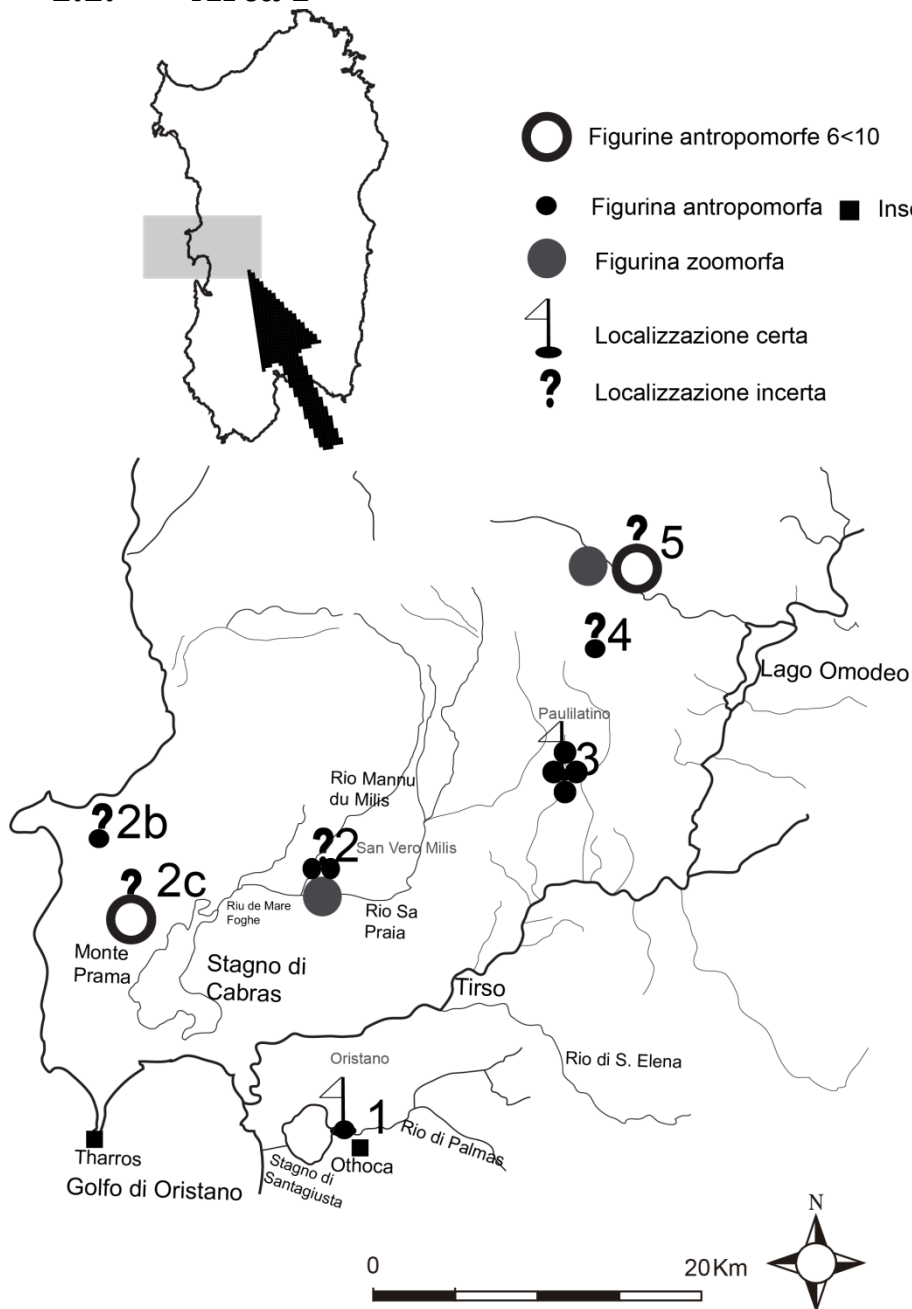 Figurine antropomorfe 6<10
Figurina antropomorfa
Figurina zoomorfa
Localizzazione certa
?
Localizzazione incerta
?
5
?
4
Lago Omodeo
Paulilatino
3
Rio Mannu
du Milis
?
2b
?
2
San Vero Milis
?
2c
Riu de Mare
Foghe
Rio Sa
Praia
Monte
Prama
Stagno di
Cabras
Tirso
Oristano
Rio di S. Elena
1
Rio di Palmas
Tharros
Othoca
Stagno di
Santagiusta
Golfo di Oristano
N
0
20Km